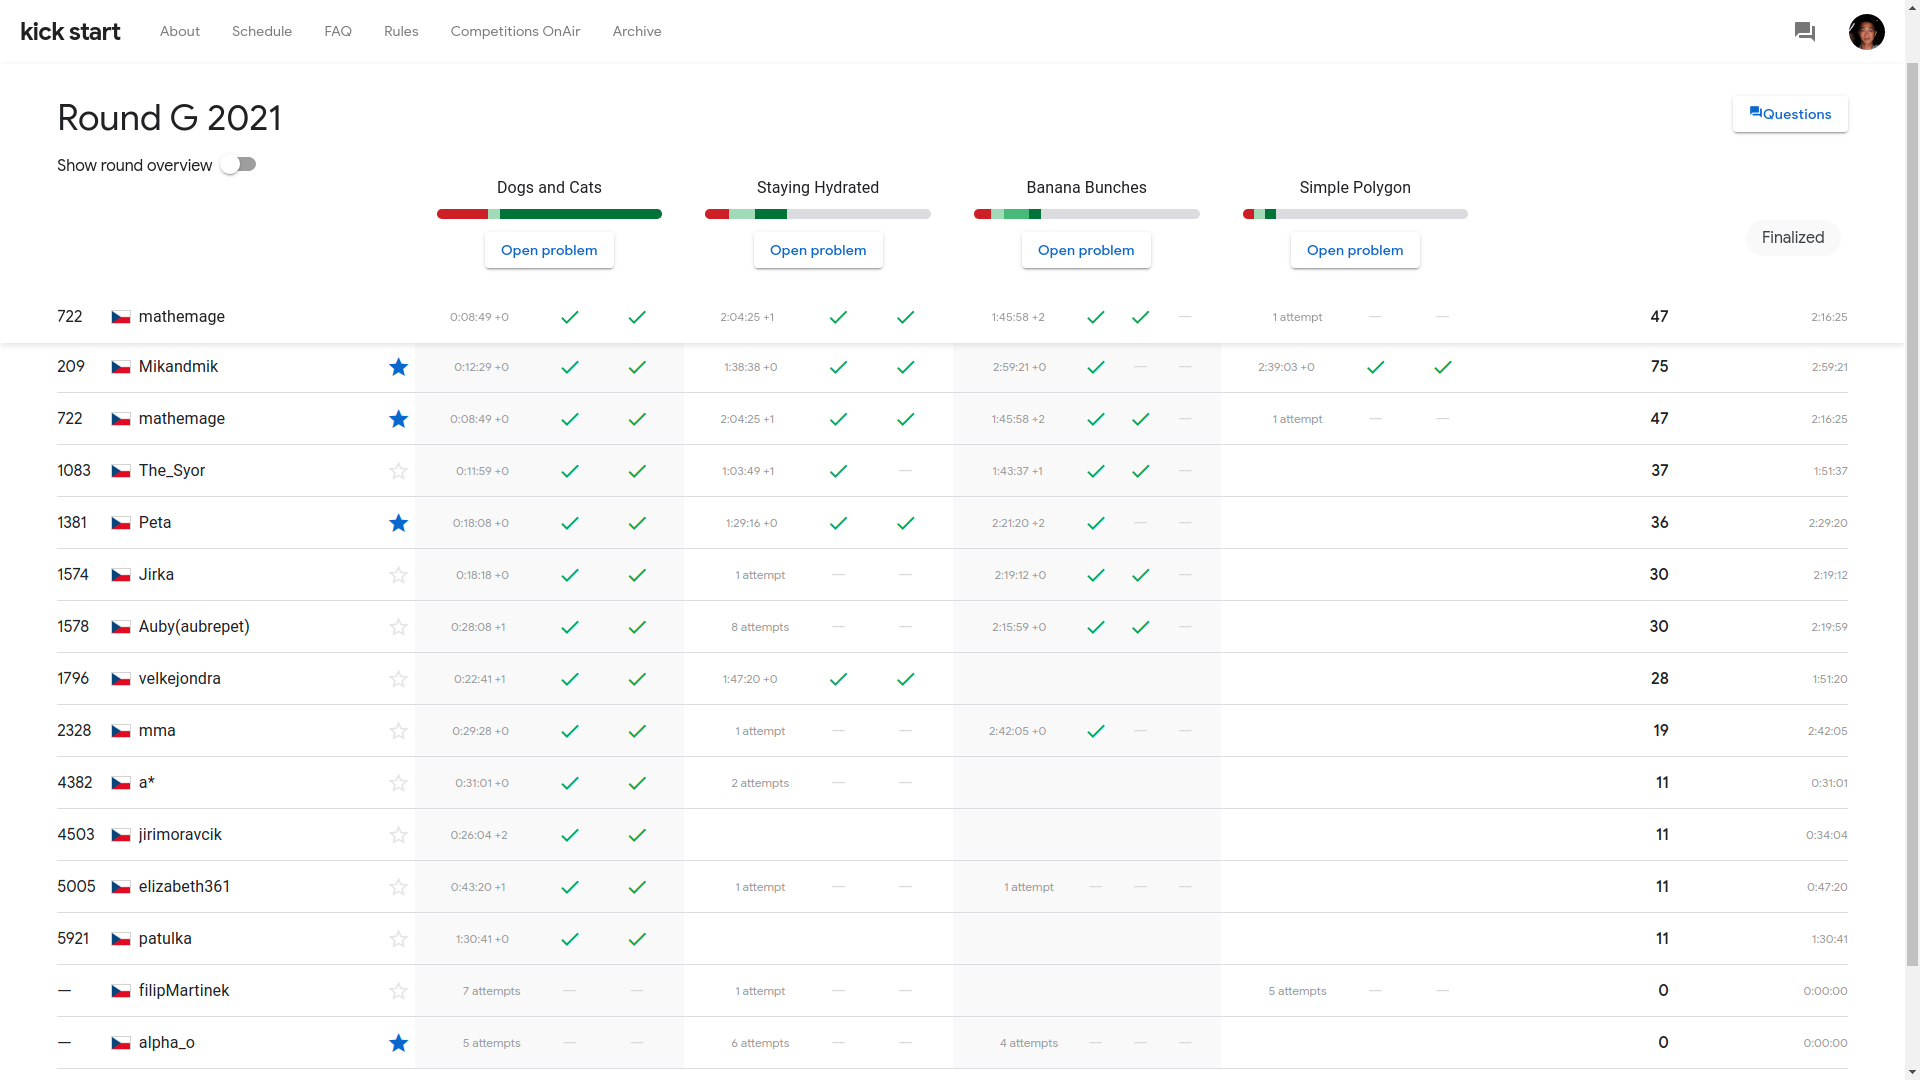 kick start About Schedule FAQ Rules Competitions OnAir Archive
Round G 2021
Questions
Show round overview
Dogs and Cats Staying Hydrated Banana Bunches Simple Polygon
Open problem Open problem Open problem Open problem
Finalized
722 mathemage 0:08:49 +0 2:04:25 +1 1:45:58 +2 — 1 attempt — — 47 2:16:25
209 Mikandmik 0:12:29 +0 1:38:38 +0 2:59:21 +0 — — 2:39:03 +0 75 2:59:21
722 mathemage 0:08:49 +0 2:04:25 +1 1:45:58 +2 — 1 attempt — — 47 2:16:25
1083 The_Syor 0:11:59 +0 1:03:49 +1 — 1:43:37 +1 — 37 1:51:37
1381 Peta 0:18:08 +0 1:29:16 +0 2:21:20 +2 — — 36 2:29:20
1574 Jirka 0:18:18 +0 1 attempt — — 2:19:12 +0 — 30 2:19:12
1578 Auby(aubrepet) 0:28:08 +1 8 attempts — — 2:15:59 +0 — 30 2:19:59
1796 velkejondra 0:22:41 +1 1:47:20 +0 28 1:51:20
2328 mma 0:29:28 +0 1 attempt — — 2:42:05 +0 — — 19 2:42:05
4382 a* 0:31:01 +0 2 attempts — — 11 0:31:01
4503 jirimoravcik 0:26:04 +2 11 0:34:04
5005 elizabeth361 0:43:20 +1 1 attempt — — 1 attempt — — — 11 0:47:20
5921 patulka 1:30:41 +0 11 1:30:41
— filipMartinek 7 attempts — — 1 attempt — — 5 attempts — — 0 0:00:00
— alpha_o 5 attempts — — 6 attempts — — 4 attempts — — — 0 0:00:00